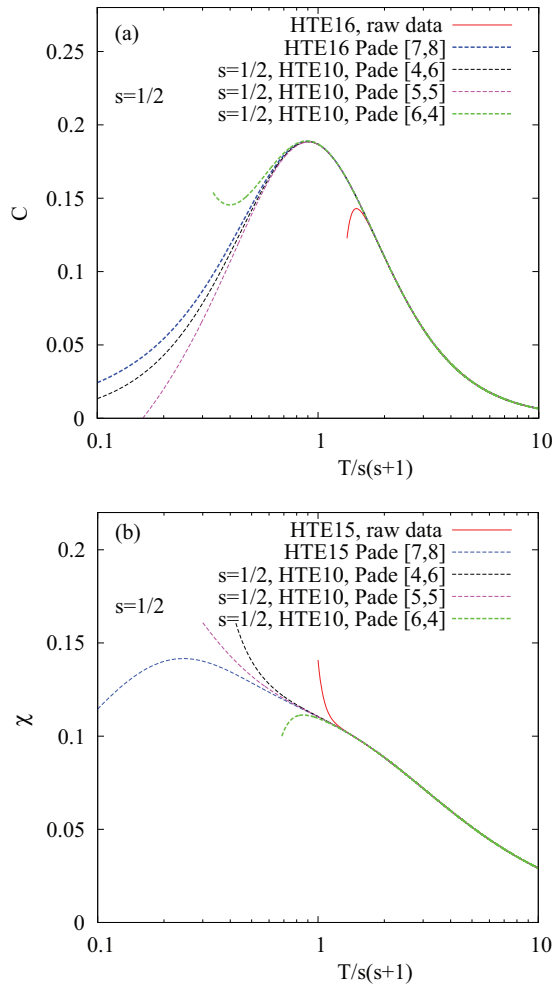 (a)
HTE16, raw data
HTE16 Pade [7,8]
s=1/2, HTE10, Pade [4,6]
s=1/2, HTE10, Pade [5,5]
s=1/2, HTE10, Pade [6,4]
s=1/2
0.25
0.2
0.15
0.1
0.05
0
C
0.1
1
10
T/s(s+1)
(b)
HTE15, raw data
HTE15 Pade [7,8]
s=1/2, HTE10, Pade [4,6]
s=1/2, HTE10, Pade [5,5]
s=1/2, HTE10, Pade [6,4]
s=1/2
0.2
0.15
0.1
0.05
0
χ
0.1
1
10
T/s(s+1)